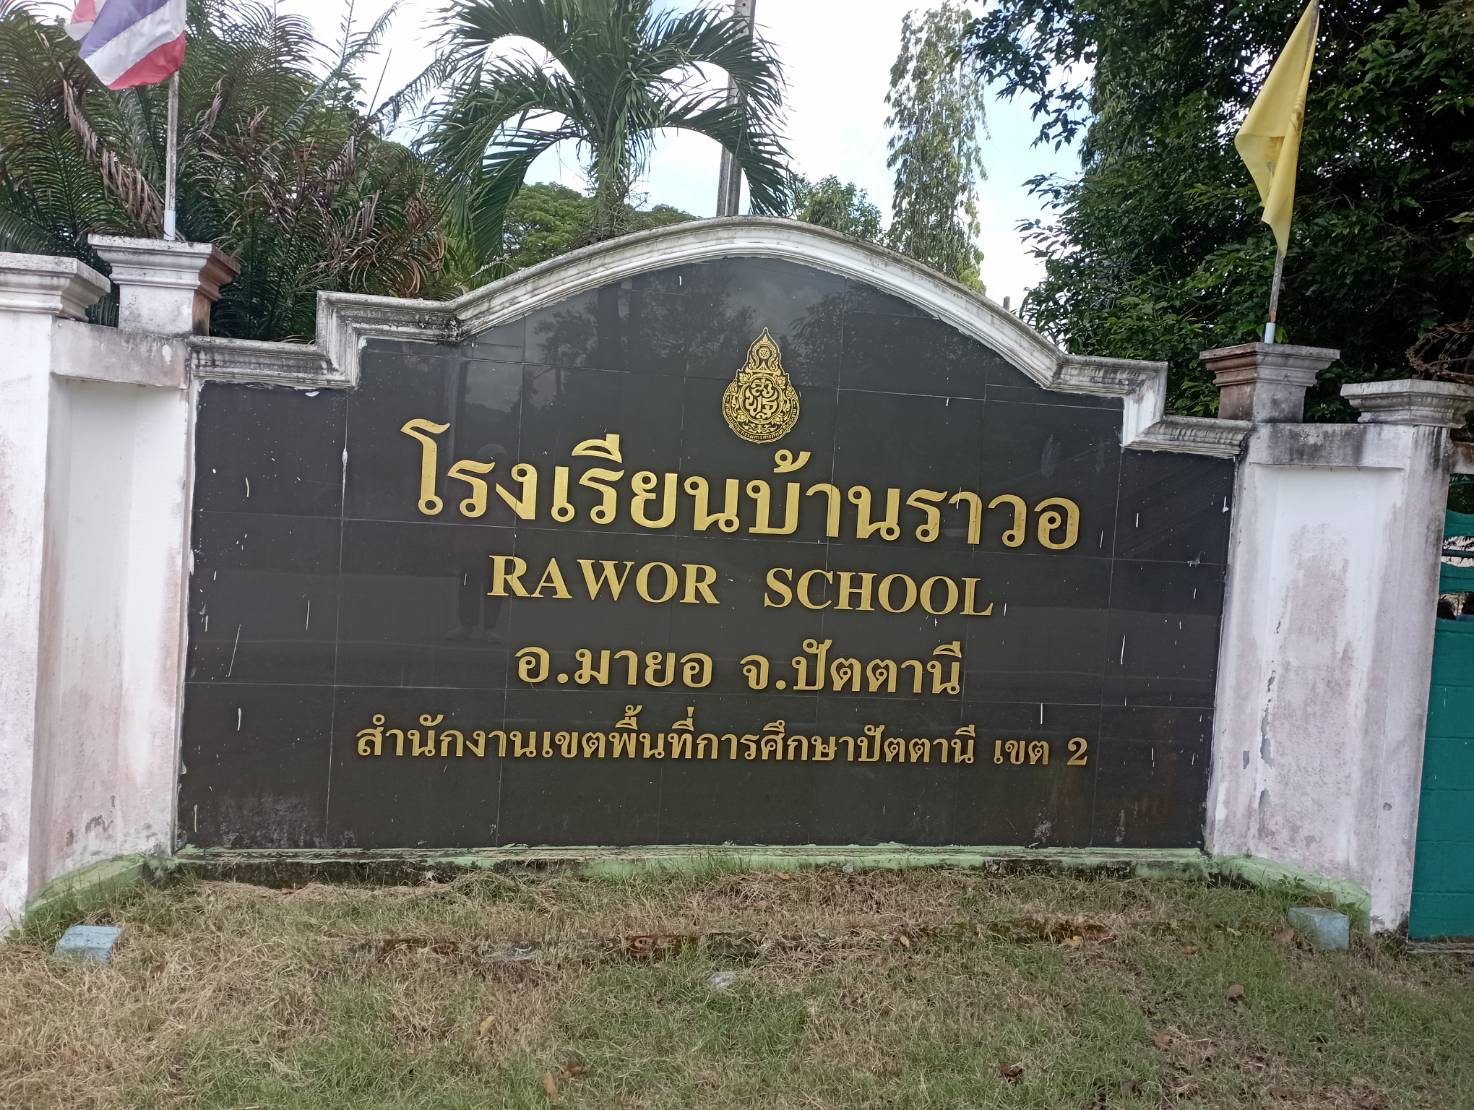 โรงเรียนบ้านราวอ
RAWOR SCHOOL
อ.มายอ จ.ปัตตานี
สำนักงานเขตพื้นที่การศึกษาปัตตานี เขต 2